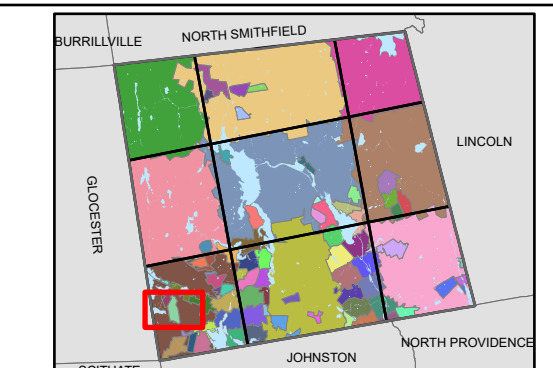 NORTH SMITHFIELD
BURRILLVILLE
LINCOLN
GLOCESTER
NORTH PROVIDENCE
JOHNSTON